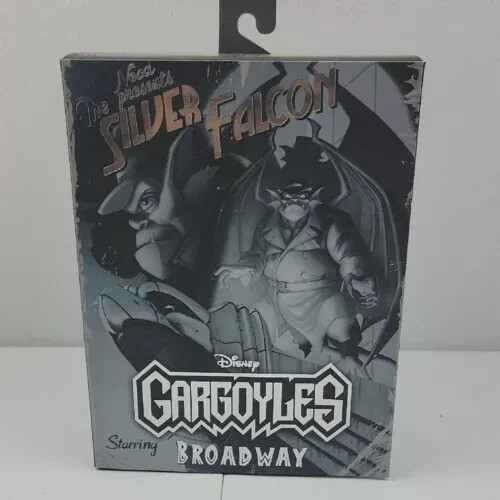 Neca
presents
The
SILVER FALCON
Disney
GARGOYLES
Starring
BROADWAY